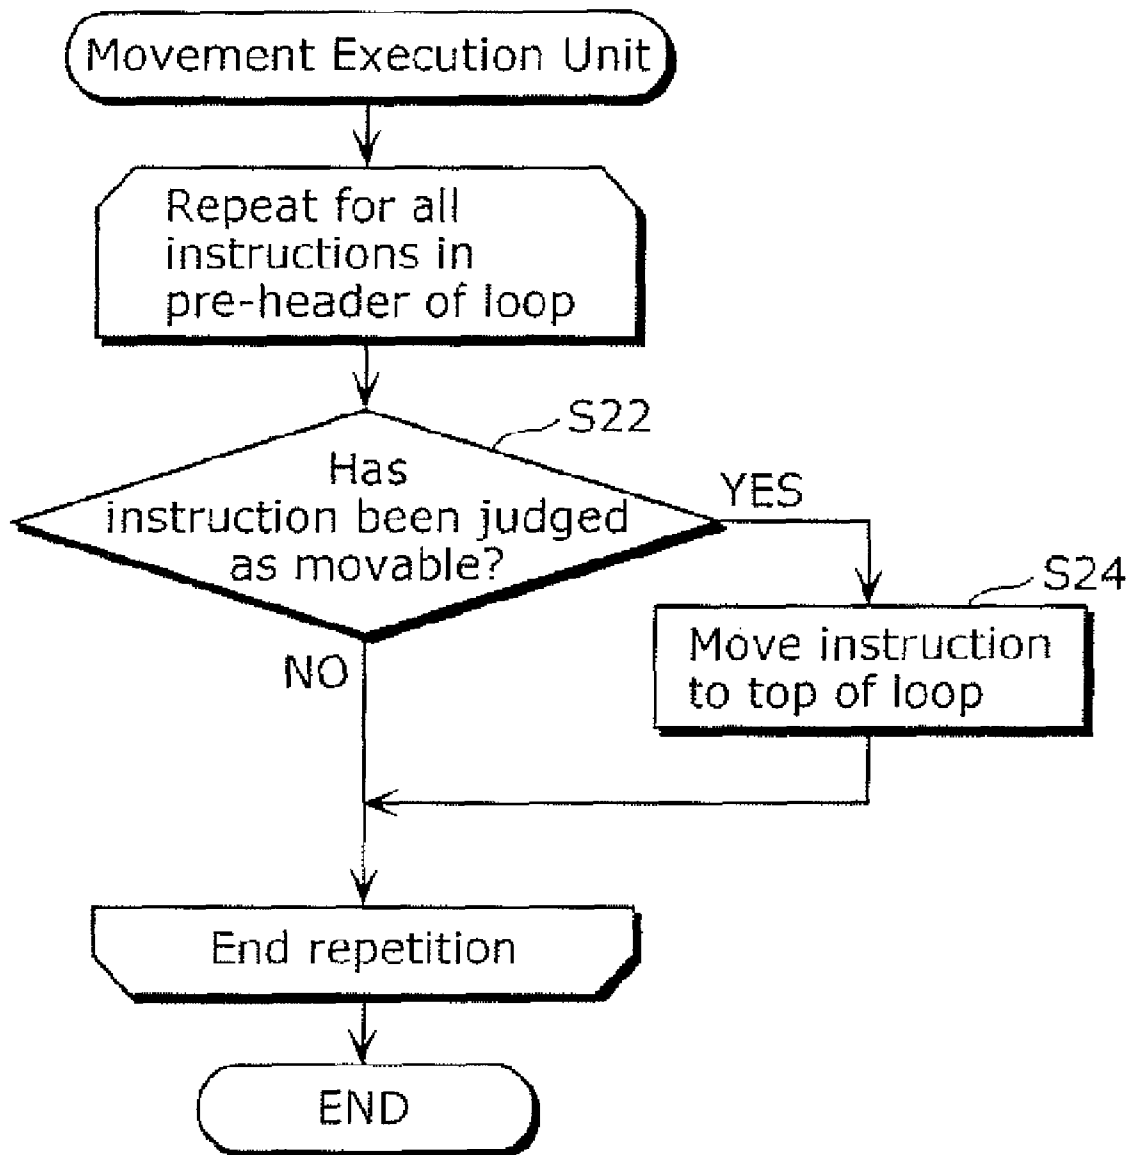 Movement Execution Unit
Repeat for all
instructions in
pre-header of loop
S22
Has
instruction been judged
as movable?
YES
S24
Move instruction
to top of loop
NO
End repetition
END